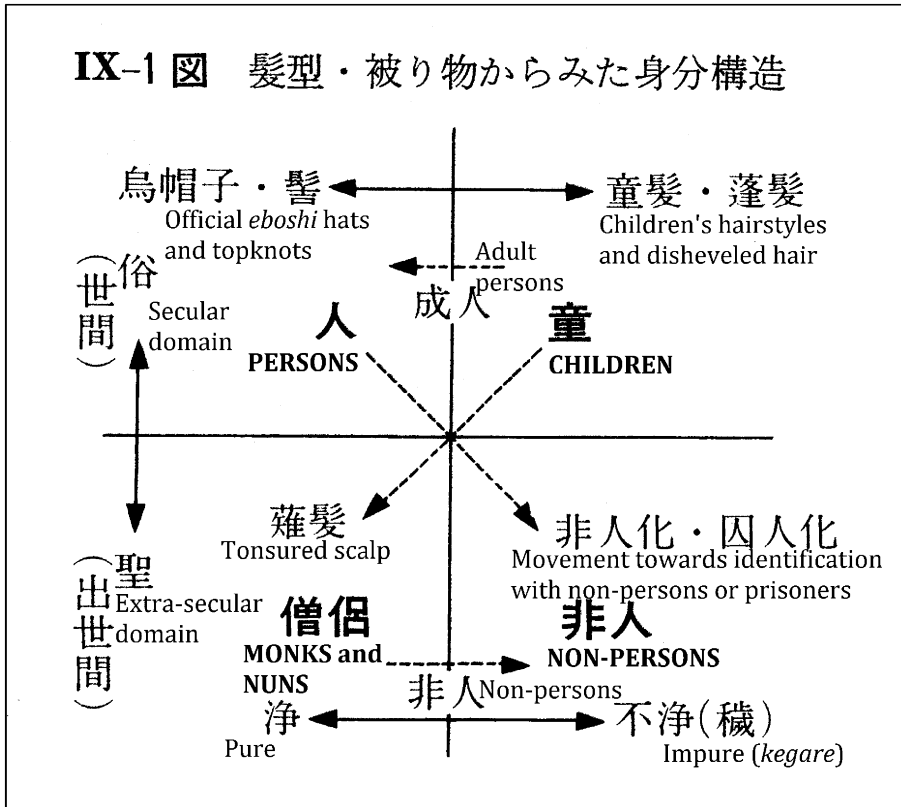 IX-1 図 髪型・被り物からみた身分構造
烏帽子・髻
Official eboshi hats
and topknots
童髪・蓬髪
Children's hairstyles
and disheveled hair
俗
(世間)
Secular
domain
Adult
persons
成人
人
PERSONS
童
CHILDREN
薙髪
Tonsured scalp
非人化・囚人化
Movement towards identification
with non-persons or prisoners
聖
(出世間)
Extra-secular
domain
僧侶
MONKS and
NUNS
非人
NON-PERSONS
非人 Non-persons
浄
Pure
不浄(穢)
Impure (kegare)